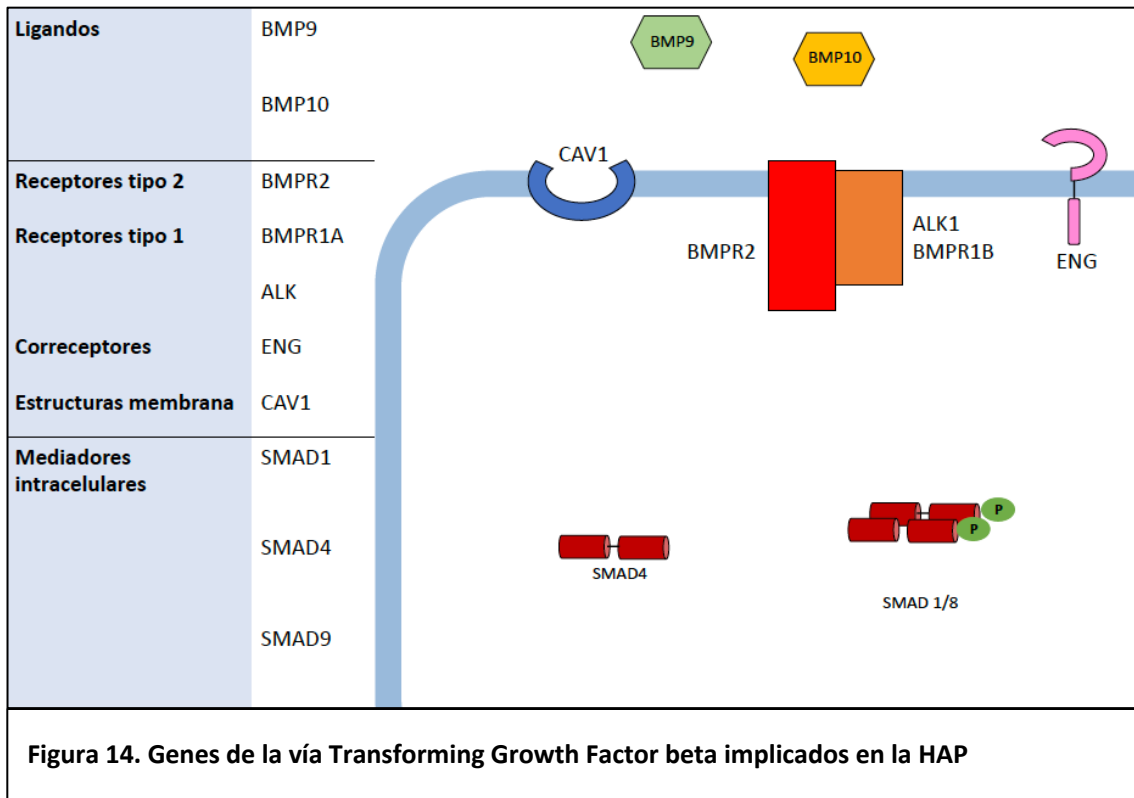 Ligandos
BMP9
BMP10
Receptores tipo 2
BMPR2
Receptores tipo 1
BMPR1A
ALK
Correceptores
ENG
Estructuras membrana
CAV1
Mediadores
intracelulares
SMAD1
SMAD4
SMAD9
BMP9
BMP10
CAV1
BMPR2
ALK1
BMPR1B
ENG
SMAD4
P
P
SMAD 1/8
Figura 14. Genes de la vía Transforming Growth Factor beta implicados en la HAP